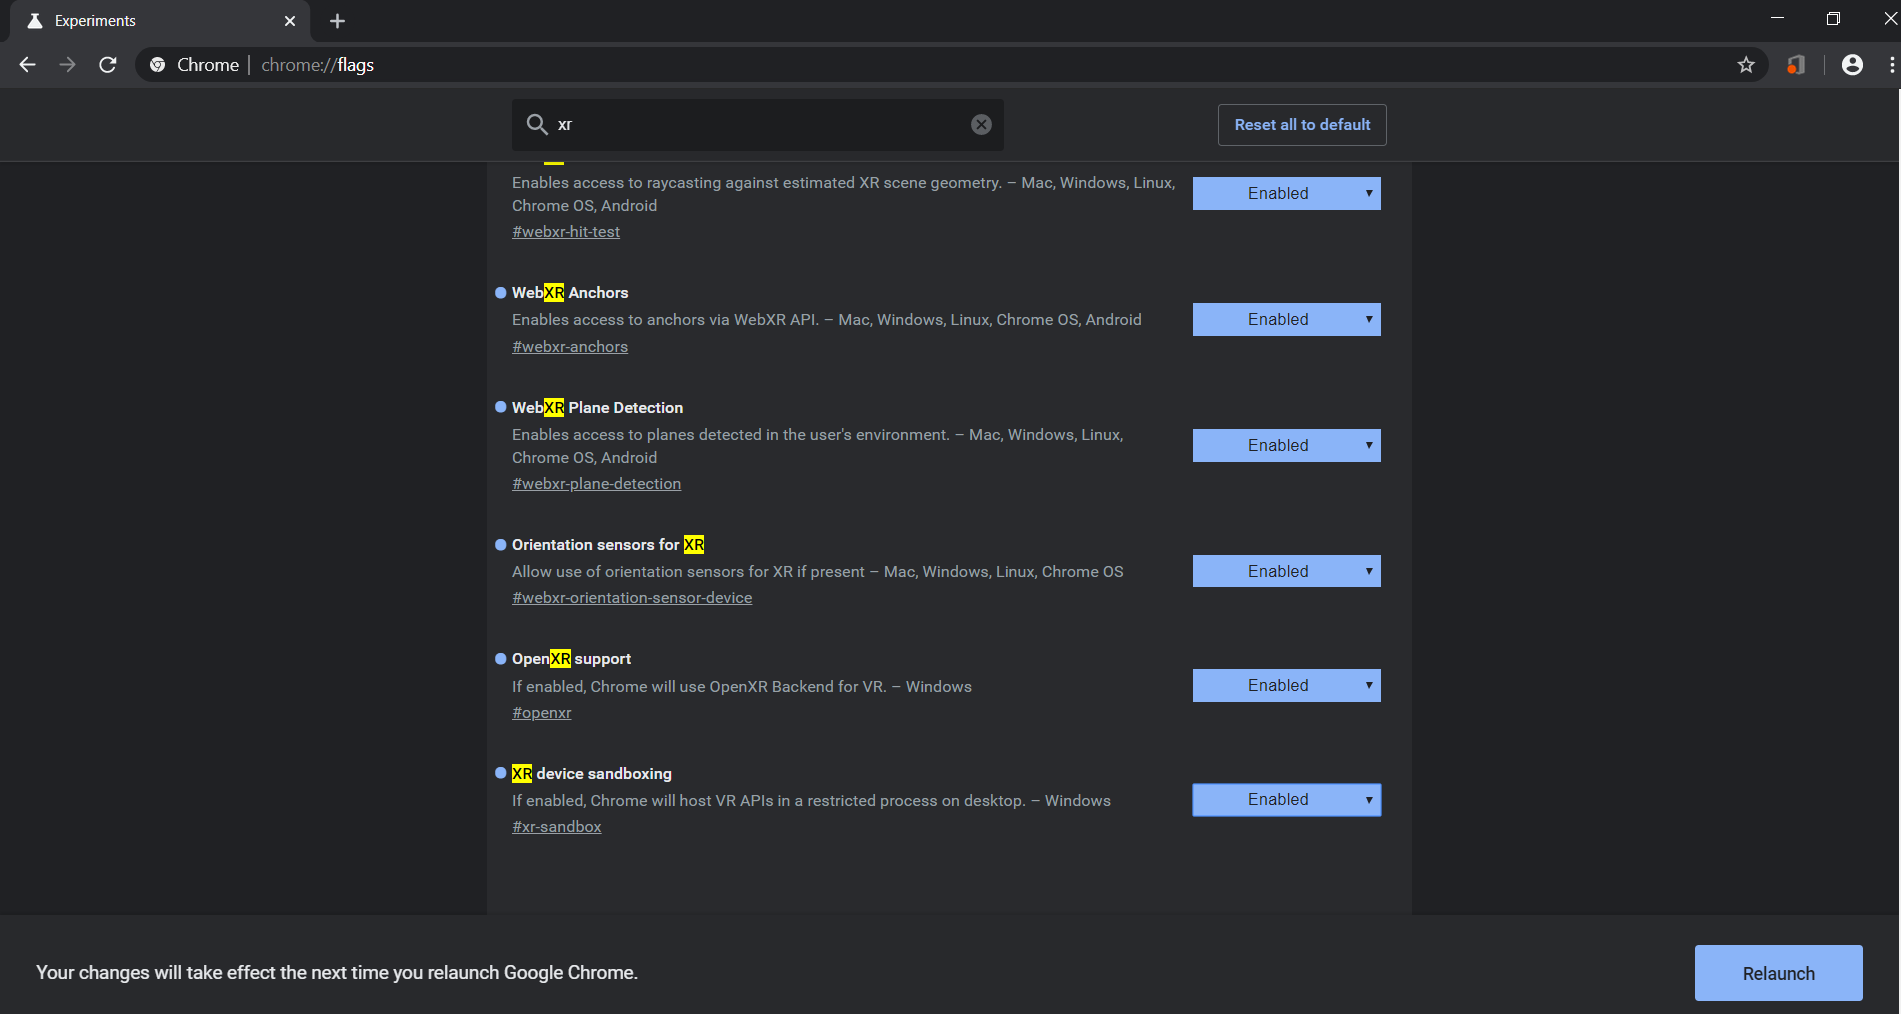 Experiments
Chrome | chrome://flags
xr
Reset all to default
Enables access to raycasting against estimated XR scene geometry. – Mac, Windows, Linux,
Chrome OS, Android
#webxr-hit-test
Enabled
WebXR Anchors
Enables access to anchors via WebXR API. – Mac, Windows, Linux, Chrome OS, Android
#webxr-anchors
Enabled
WebXR Plane Detection
Enables access to planes detected in the user's environment. – Mac, Windows, Linux,
Chrome OS, Android
#webxr-plane-detection
Enabled
Orientation sensors for XR
Allow use of orientation sensors for XR if present – Mac, Windows, Linux, Chrome OS
#webxr-orientation-sensor-device
Enabled
OpenXR support
If enabled, Chrome will use OpenXR Backend for VR. – Windows
#openxr
Enabled
XR device sandboxing
If enabled, Chrome will host VR APIs in a restricted process on desktop. – Windows
#xr-sandbox
Enabled
Your changes will take effect the next time you relaunch Google Chrome.
Relaunch